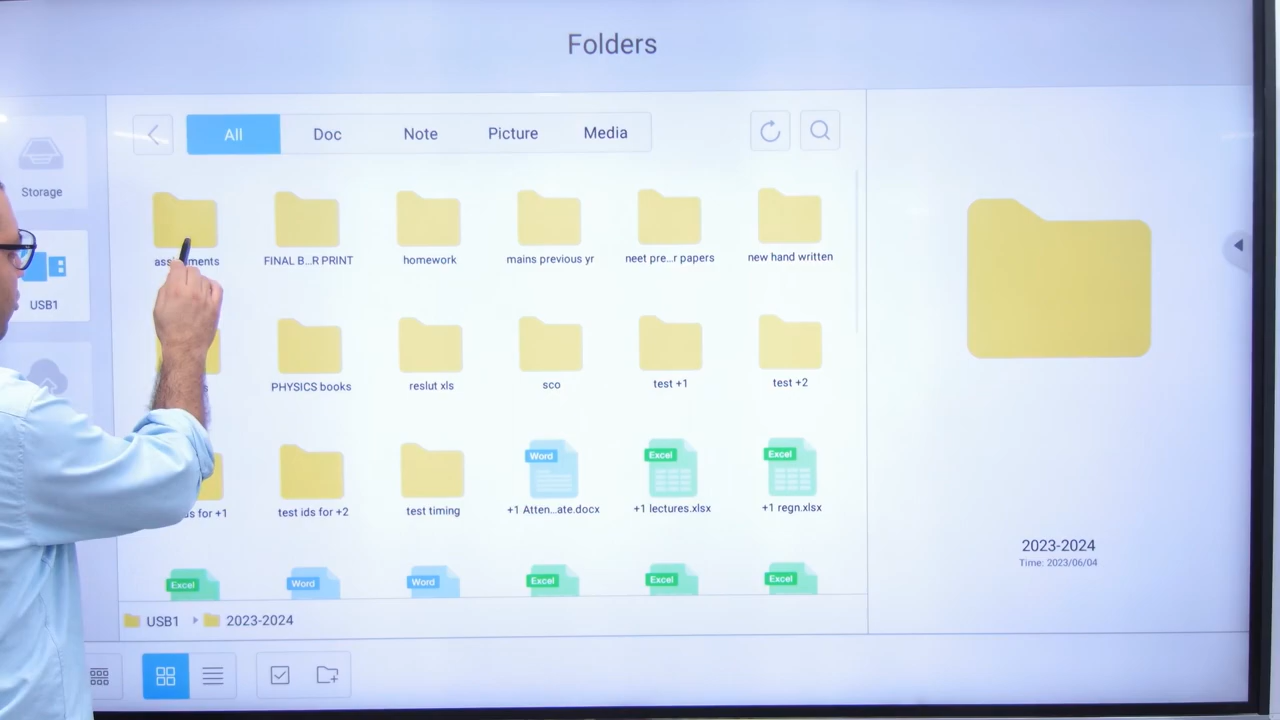 Folders
All Doc Note Picture Media
Storage
USB1
FINAL B...R PRINT homework mains previous yr neet pre...r papers new hand written
PHYSICS books reslut xls sco test +1 test +2
Word Excel Excel
for +1 test ids for +2 test timing +1 Atten...ate.docx +1 lectures.xlsx +1 regn.xlsx
Excel Word Word Excel Excel Excel
2023-2024
Time: 2023/06/04
USB1 2023-2024